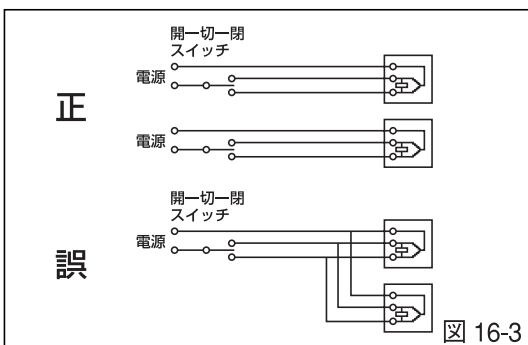 開一切一閉
スイッチ
電源
正
電源
開一切一閉
スイッチ
電源
誤
図 16-3